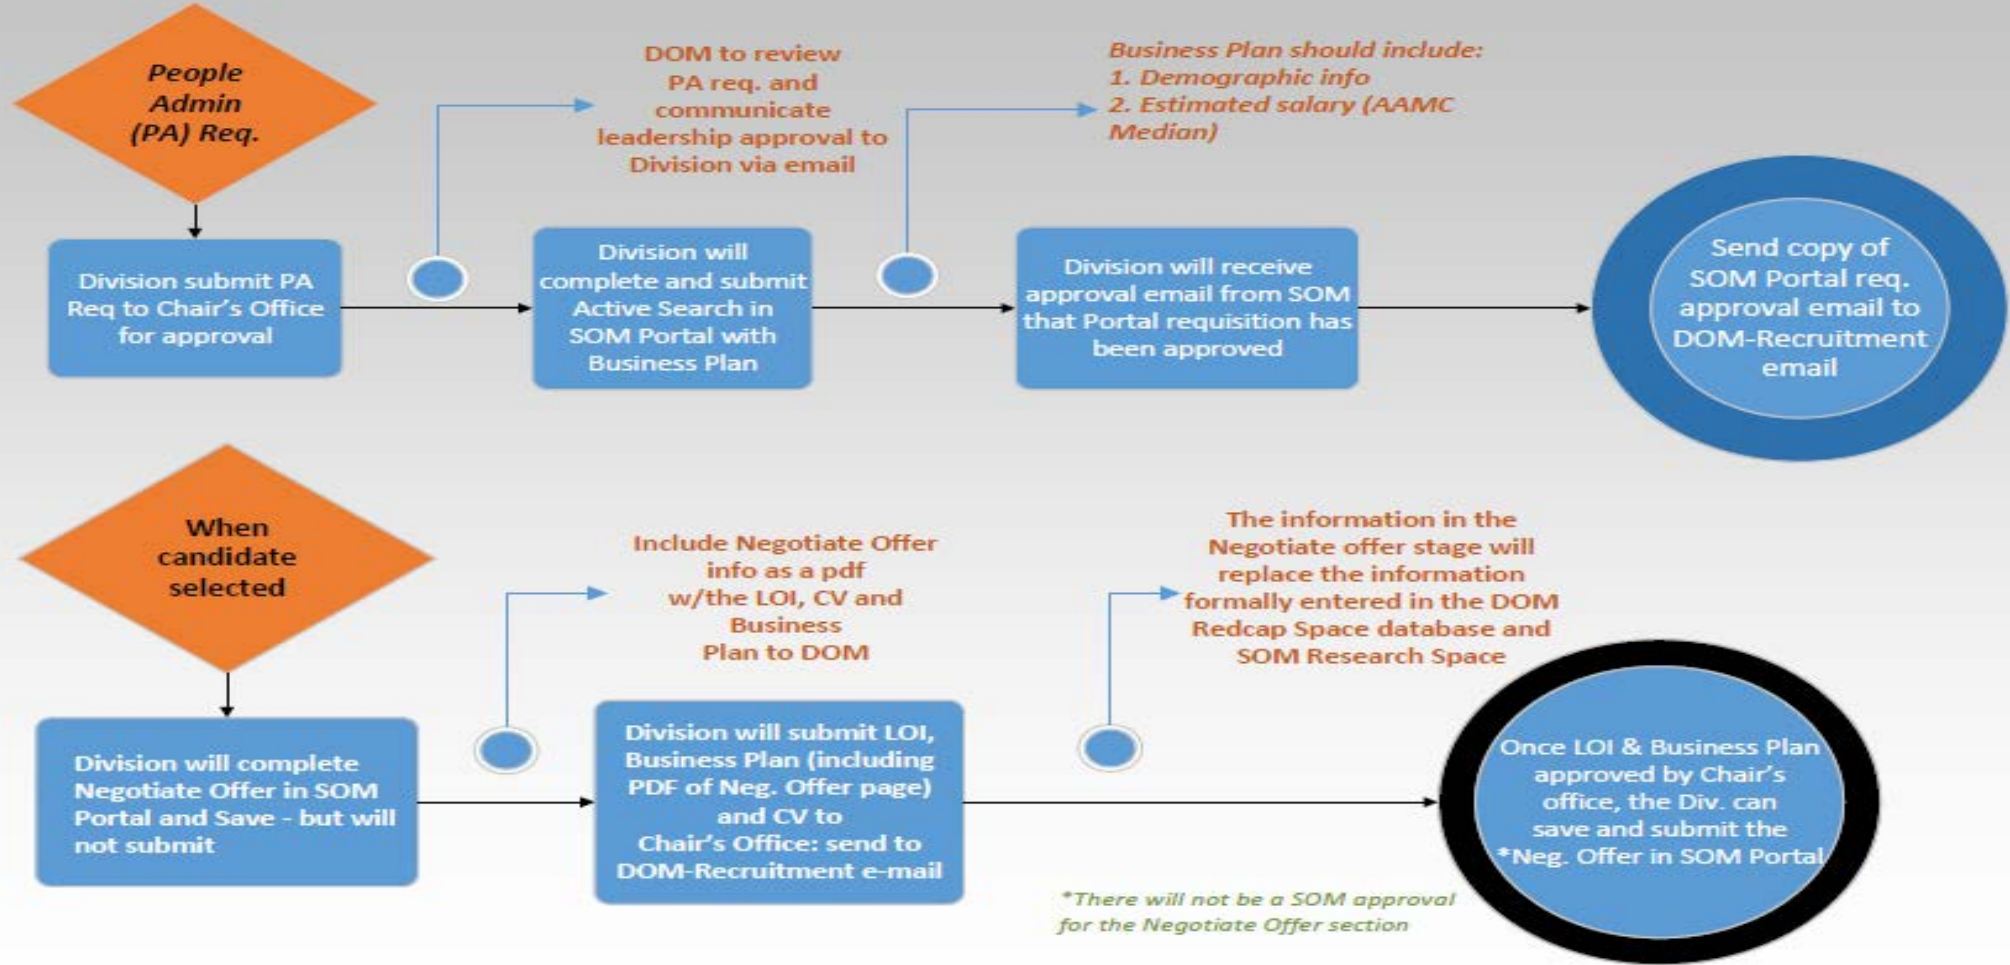 People
Admin
(PA) Req.
DOM to review
PA req. and
communicate
leadership approval to
Division via email
Business Plan should include:
1. Demographic info
2. Estimated salary (AAMC
Median)
Division submit PA
Req to Chair's Office
for approval
Division will
complete and submit
Active Search in
SOM Portal with
Business Plan
Division will receive
approval email from SOM
that Portal requisition has
been approved
Send copy of
SOM Portal req.
approval email to
DOM-Recruitment
email
When
candidate
selected
Include Negotiate Offer
info as a pdf
w/the LOI, CV and
Business
Plan to DOM
The information in the
Negotiate offer stage will
replace the information
formally entered in the DOM
Redcap Space database and
SOM Research Space
Division will complete
Negotiate Offer in SOM
Portal and Save - but will
not submit
Division will submit LOI,
Business Plan (including
PDF of Neg. Offer page)
and CV to
Chair's Office: send to
DOM-Recruitment e-mail
Once LOI & Business Plan
approved by Chair's
office, the Div. can
save and submit the
*Neg. Offer in SOM Portal
*There will not be a SOM approval
for the Negotiate Offer section